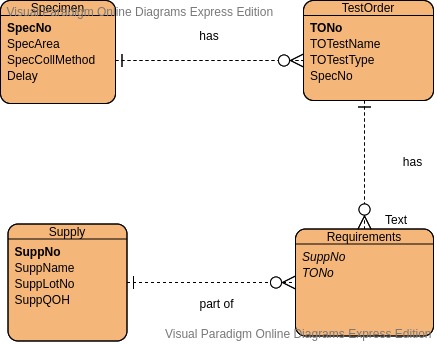 Specimen
Visual Paradigm Online Diagrams Express Edition
SpecNo
SpecArea
SpecCollMethod
Delay
has
TestOrder
TONo
TOTestName
TOTestType
SpecNo
has
Text
Supply
SuppNo
SuppName
SuppLotNo
SuppQOH
part of
Requirements
SuppNo
TONo
Visual Paradigm Online Diagrams Express Edition